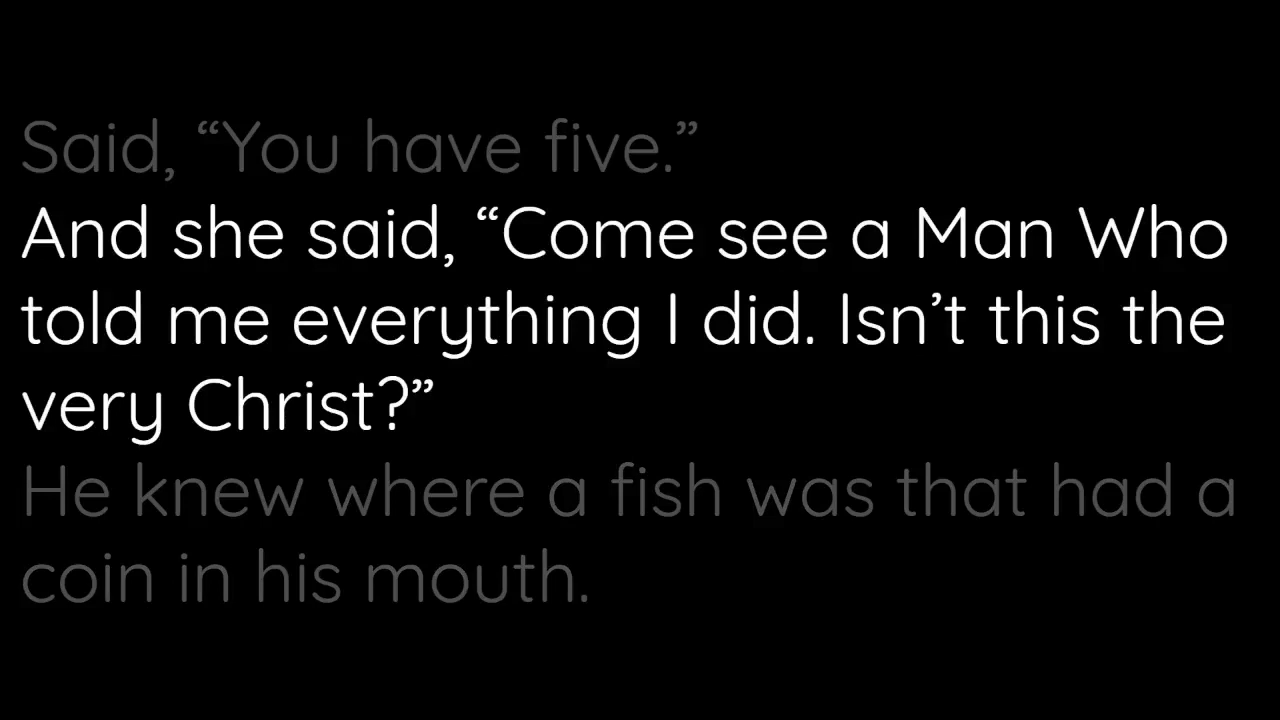 Said, “You have five.”
And she said, “Come see a Man Who
told me everything I did. Isn’t this the
very Christ?”
He knew where a fish was that had a
coin in his mouth.